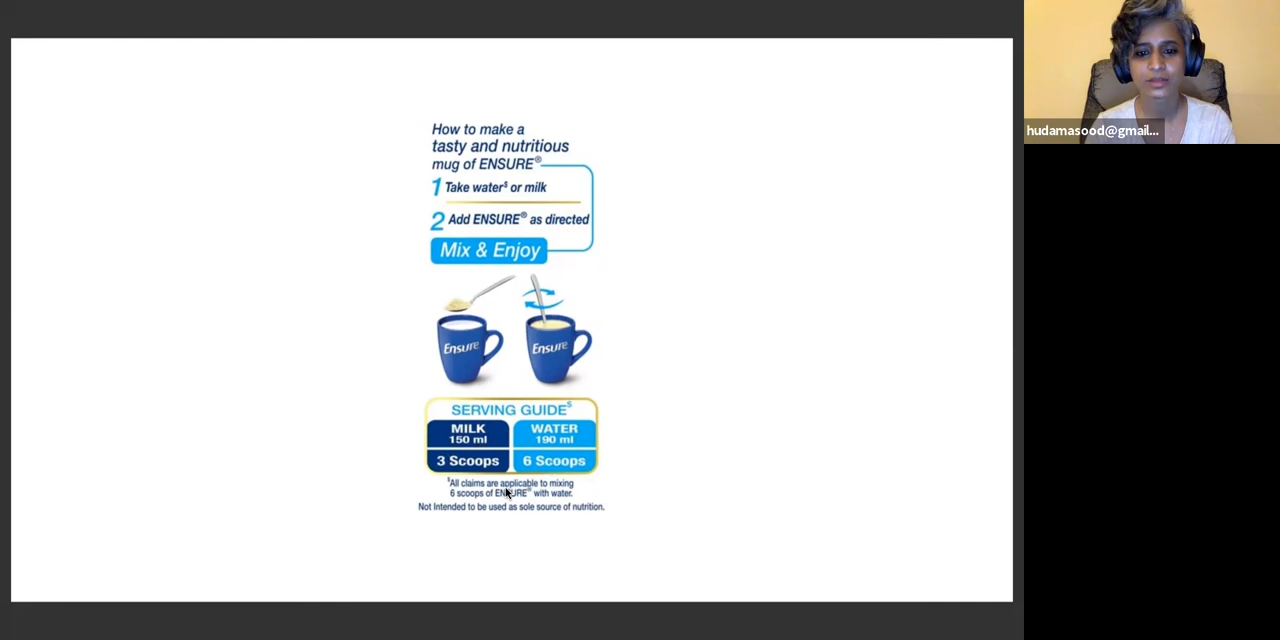 How to make a
tasty and nutritious
mug of ENSURE®
1 Take water$ or milk
2 Add ENSURE® as directed
Mix & Enjoy
Ensure Ensure
SERVING GUIDE$
MILK WATER
150 ml 190 ml
3 Scoops 6 Scoops
$All claims are applicable to mixing
6 scoops of ENSURE® with water.
Not Intended to be used as sole source of nutrition.
hudamasood@gmail...